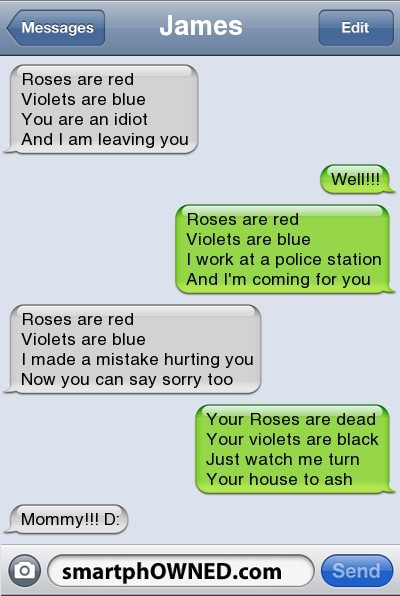 Messages
James
Edit
Roses are red
Violets are blue
You are an idiot
And I am leaving you
Well!!!
Roses are red
Violets are blue
I work at a police station
And I'm coming for you
Roses are red
Violets are blue
I made a mistake hurting you
Now you can say sorry too
Your Roses are dead
Your violets are black
Just watch me turn
Your house to ash
Mommy!!! D:
smartphOWNED.com
Send